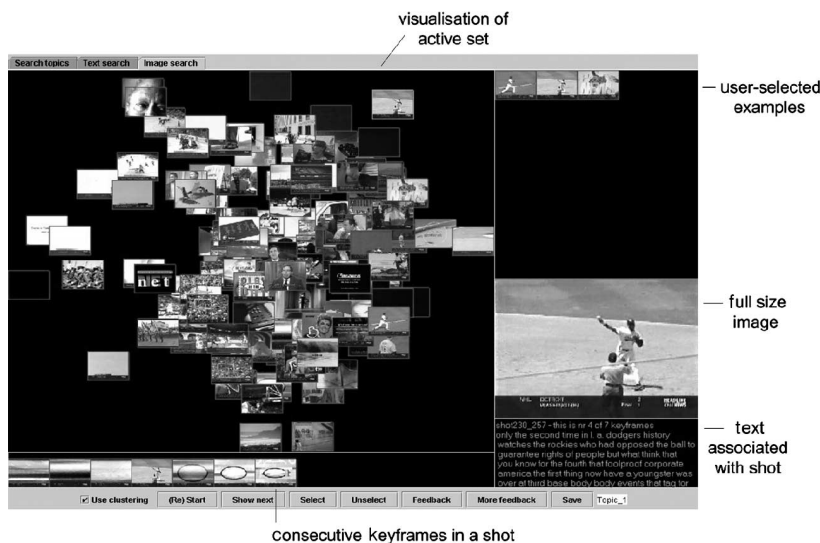 visualisation of
active set
Search topics Text search Image search
user-selected
examples
net
full size
image
DETROIT
HEADLINE
shot230_257 - this is nr 4 of 7 keyframes
only the second time in l. a. dodgers history
watches the rockies who had opposed the ball to
guarantee rights of people but what think that
you know for the fourth that foolproof corporate
america the first thing now have a youngster was
over at third base body body events that tag for
text
associated
with shot
Use clustering (Re) Start Show next Select Unselect Feedback More feedback Save Topic_1
consecutive keyframes in a shot